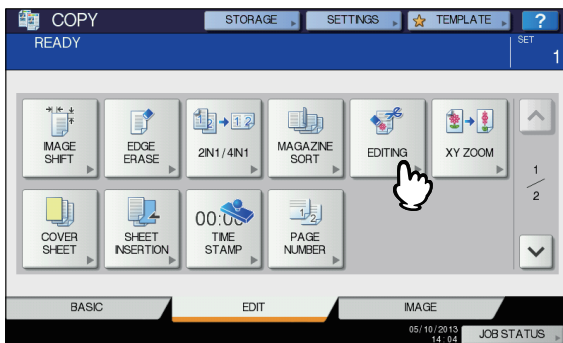 COPY
STORAGE
SETTINGS
TEMPLATE
?
READY
SET
1
IMAGE
SHIFT
EDGE
ERASE
2IN1 / 4IN1
MAGAZINE
SORT
EDITING
XY ZOOM
1
2
COVER
SHEET
SHEET
INSERTION
00:00
TIME
STAMP
PAGE
NUMBER
BASIC
EDIT
IMAGE
05/10/2013
14:04
JOB STATUS